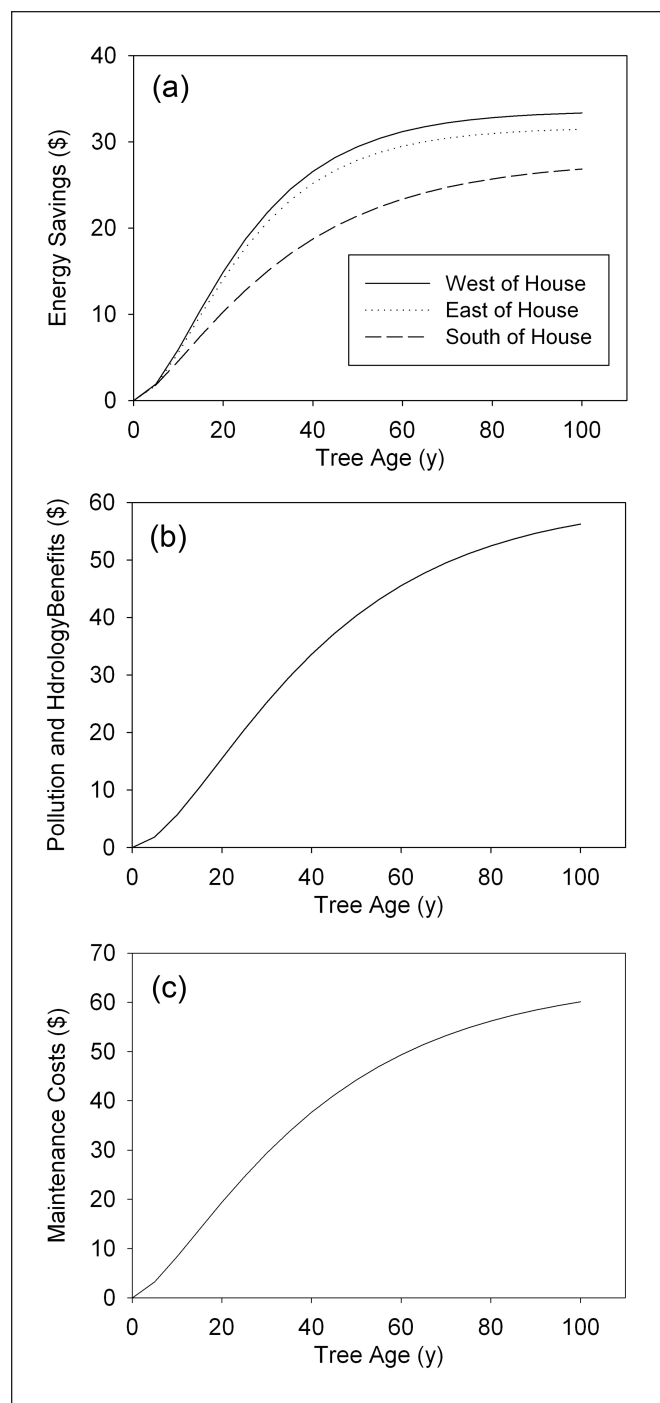 (a)
Energy Savings ($)
40
30
20
10
0
West of House
East of House
South of House
0 20 40 60 80 100
Tree Age (y)
(b)
Pollution and HdrologyBenefits ($)
60
50
40
30
20
10
0
0 20 40 60 80 100
Tree Age (y)
(c)
Maintenance Costs ($)
70
60
50
40
30
20
10
0
0 20 40 60 80 100
Tree Age (y)